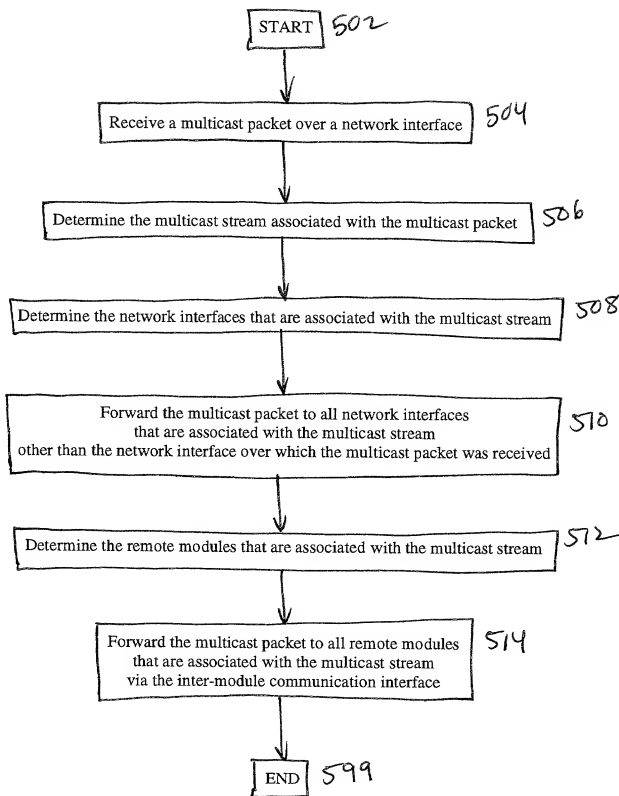 START 502
Receive a multicast packet over a network interface 504
Determine the multicast stream associated with the multicast packet 506
Determine the network interfaces that are associated with the multicast stream 508
Forward the multicast packet to all network interfaces
that are associated with the multicast stream 510
other than the network interface over which the multicast packet was received
Determine the remote modules that are associated with the multicast stream 512
Forward the multicast packet to all remote modules 514
that are associated with the multicast stream
via the inter-module communication interface
END 599